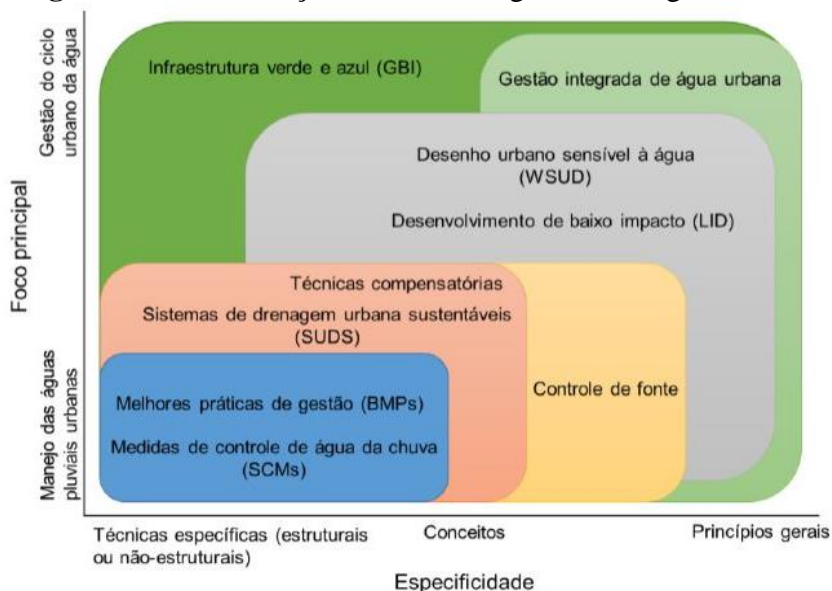 Gestão do ciclo
urbano da água
Infraestrutura verde e azul (GBI)
Gestão integrada de água urbana
Desenho urbano sensível à água
(WSUD)
Desenvolvimento de baixo impacto (LID)
Foco principal
Técnicas compensatórias
Sistemas de drenagem urbana sustentáveis
(SUDS)
Controle de fonte
Manejo das águas
pluviais urbanas
Melhores práticas de gestão (BMPs)
Medidas de controle de água da chuva
(SCMs)
Técnicas específicas (estruturais
ou não-estruturais)
Conceitos
Princípios gerais
Especificidade